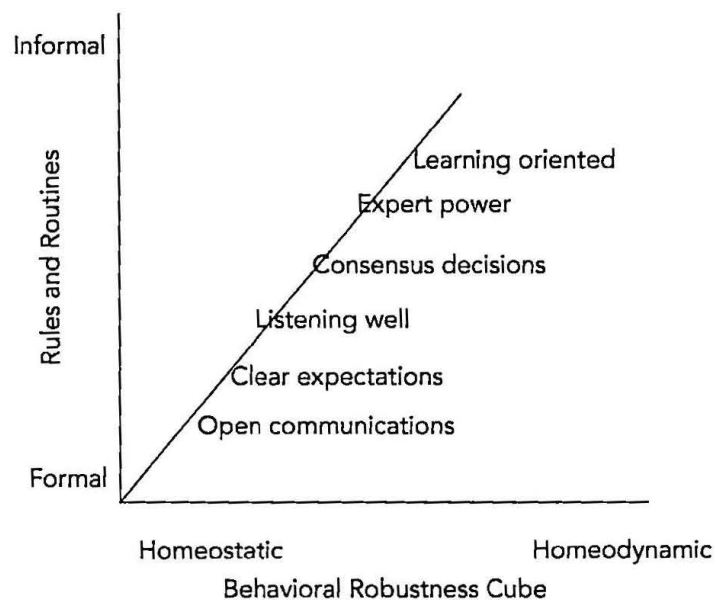 Informal
Rules and Routines
Learning oriented
Expert power
Consensus decisions
Listening well
Clear expectations
Open communications
Formal
Homeostatic
Homeodynamic
Behavioral Robustness Cube